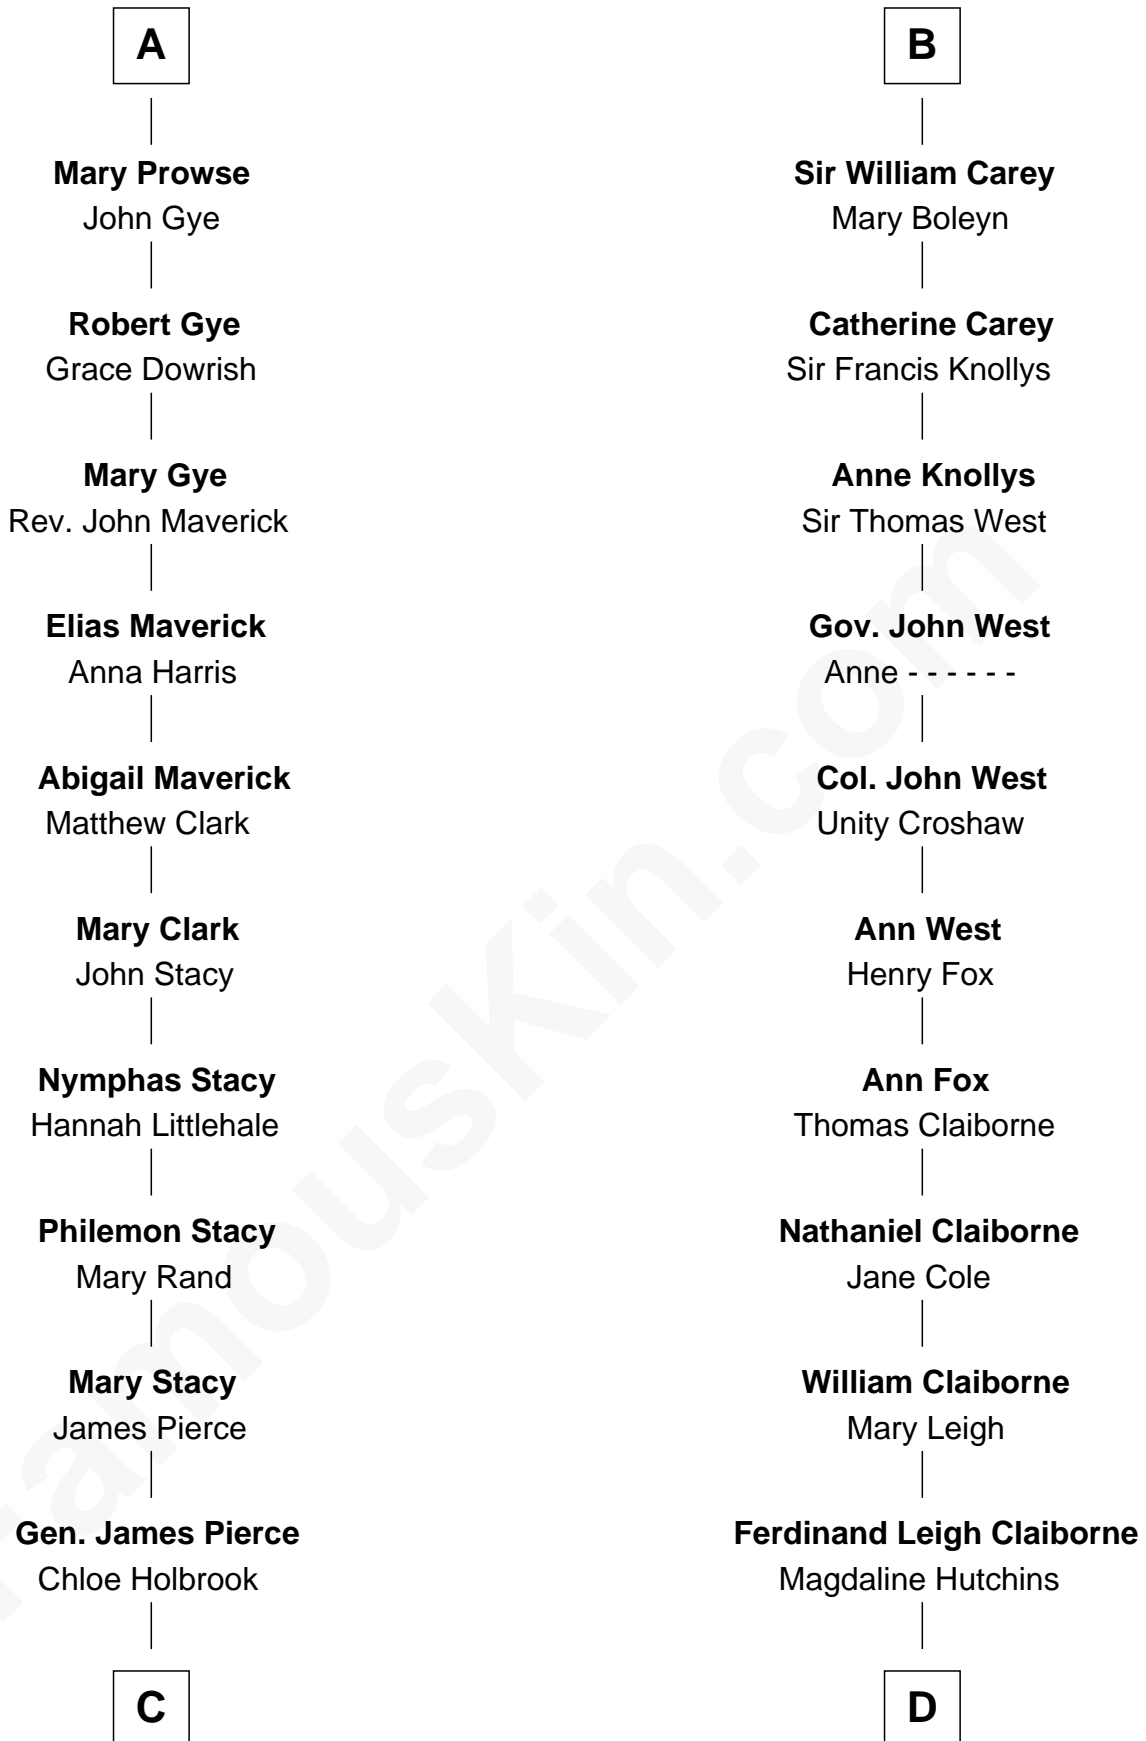 A
Mary Prowse
John Gye
Robert Gye
Grace Dowrish
Mary Gye
Rev. John Maverick
Elias Maverick
Anna Harris
Abigail Maverick
Matthew Clark
Mary Clark
John Stacy
Nymphas Stacy
Hannah Littlehale
Philemon Stacy
Mary Rand
Mary Stacy
James Pierce
Gen. James Pierce
Chloe Holbrook
C
B
Sir William Carey
Mary Boleyn
Catherine Carey
Sir Francis Knollys
Anne Knollys
Sir Thomas West
Gov. John West
Anne - - - - - -
Col. John West
Unity Croshaw
Ann West
Henry Fox
Ann Fox
Thomas Claiborne
Nathaniel Claiborne
Jane Cole
William Claiborne
Mary Leigh
Ferdinand Leigh Claiborne
Magdaline Hutchins
D
FamousKin.com